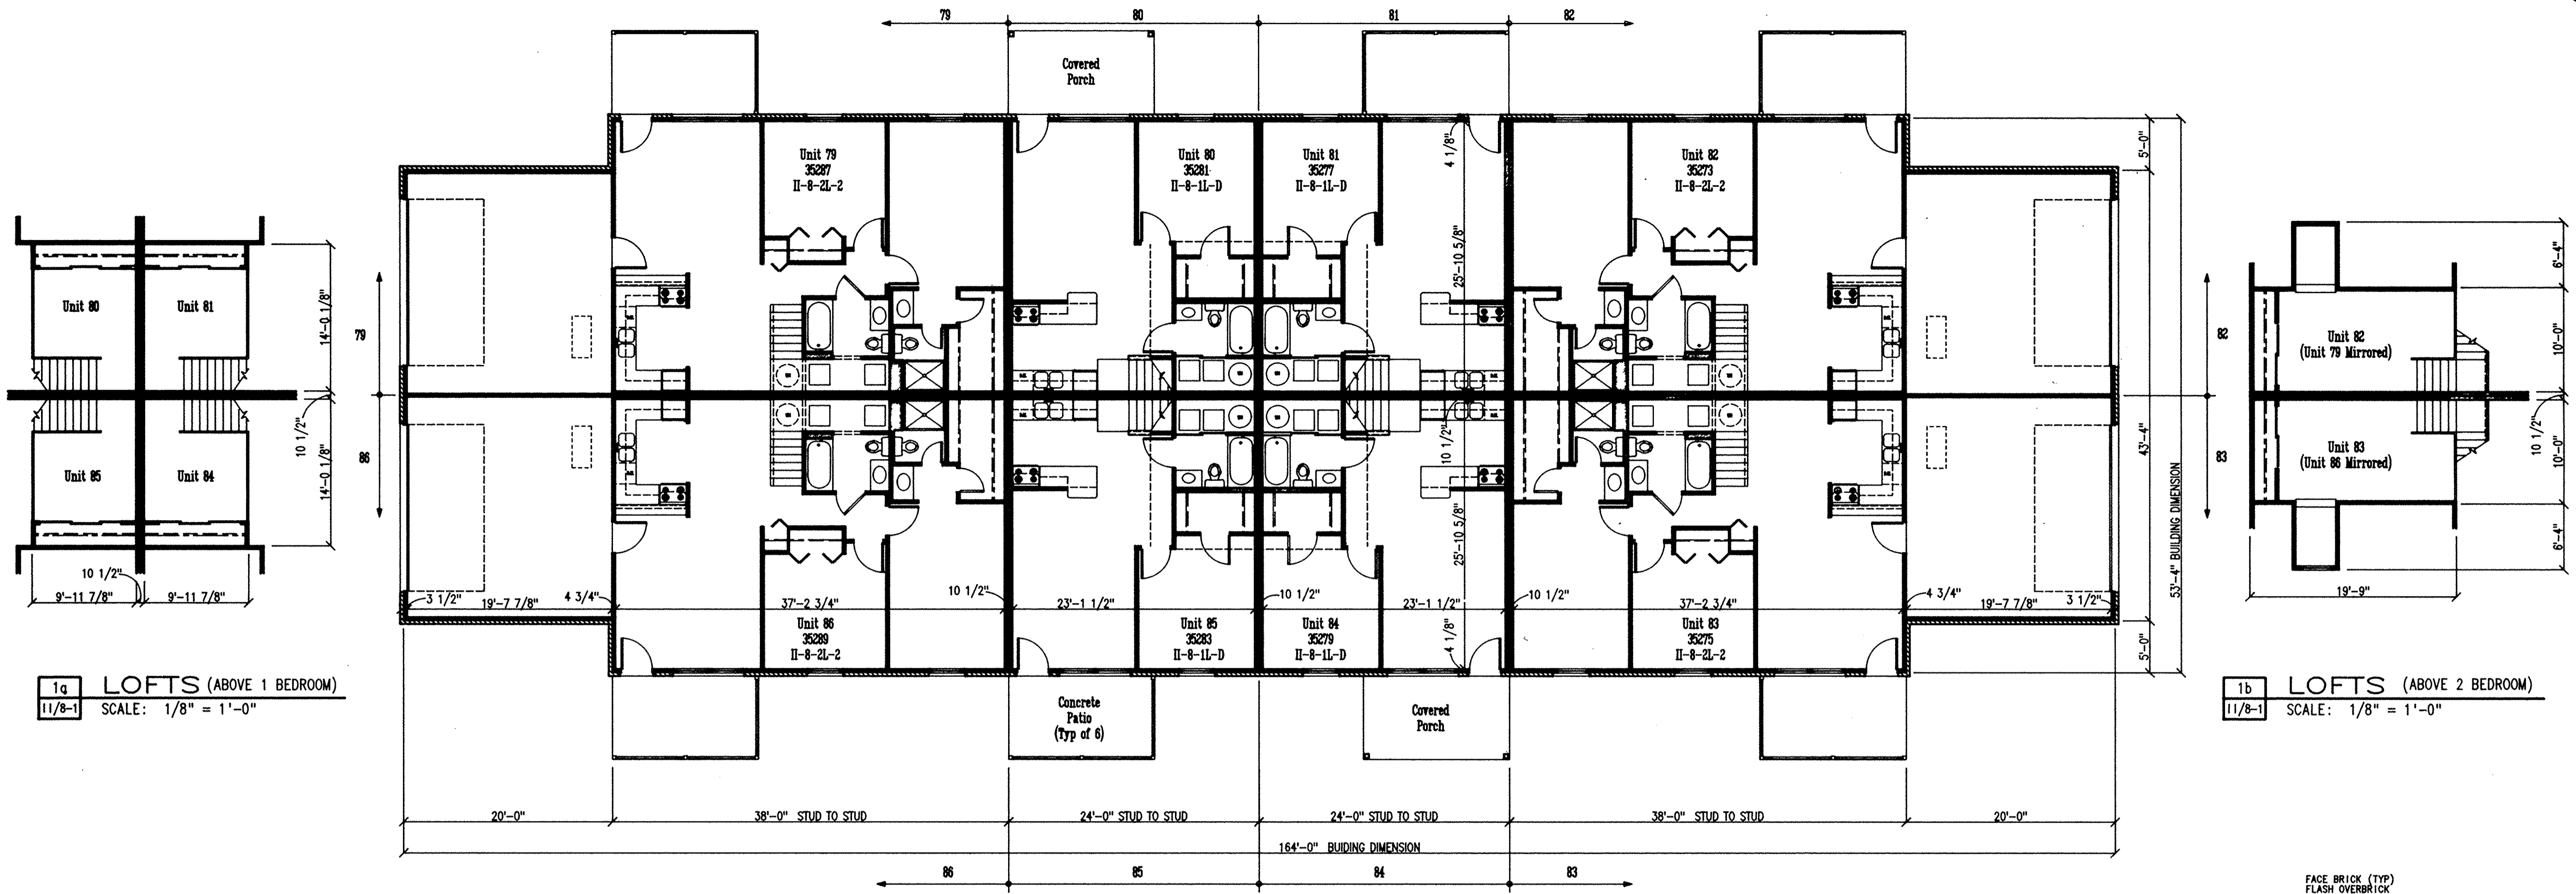 79
80
81
82
Covered
Porch
Unit 79
35287
II-8-2L-2
Unit 80
35281
II-8-1L-D
Unit 81
35277
II-8-1L-D
Unit 82
35273
II-8-2L-2
4 1/8"
25'-10 5/8"
10 1/2"
25'-10 5/8"
4 1/8"
5'-0"
43'-4"
53'-4" BUILDING DIMENSION
5'-0"
Unit 80
Unit 81
Unit 85
Unit 84
14'-0 1/8"
10 1/2"
14'-0 1/8"
10 1/2"
9'-11 7/8"
9'-11 7/8"
79
86
82
83
Unit 82
(Unit 79 Mirrored)
Unit 83
(Unit 86 Mirrored)
6'-4"
10'-0"
10 1/2"
10'-0"
6'-4"
19'-9"
3 1/2"
19'-7 7/8"
4 3/4"
37'-2 3/4"
10 1/2"
23'-1 1/2"
10 1/2"
23'-1 1/2"
10 1/2"
37'-2 3/4"
4 3/4"
19'-7 7/8"
3 1/2"
Unit 86
35289
II-8-2L-2
Unit 85
35283
II-8-1L-D
Unit 84
35279
II-8-1L-D
Unit 83
35275
II-8-2L-2
1a LOFTS (ABOVE 1 BEDROOM)
II/8-1 SCALE: 1/8" = 1'-0"
1b LOFTS (ABOVE 2 BEDROOM)
II/8-1 SCALE: 1/8" = 1'-0"
Concrete
Patio
(Typ of 6)
Covered
Porch
20'-0"
38'-0" STUD TO STUD
24'-0" STUD TO STUD
24'-0" STUD TO STUD
38'-0" STUD TO STUD
20'-0"
164'-0" BUIDING DIMENSION
86
85
84
83
FACE BRICK (TYP)
FLASH OVERBRICK